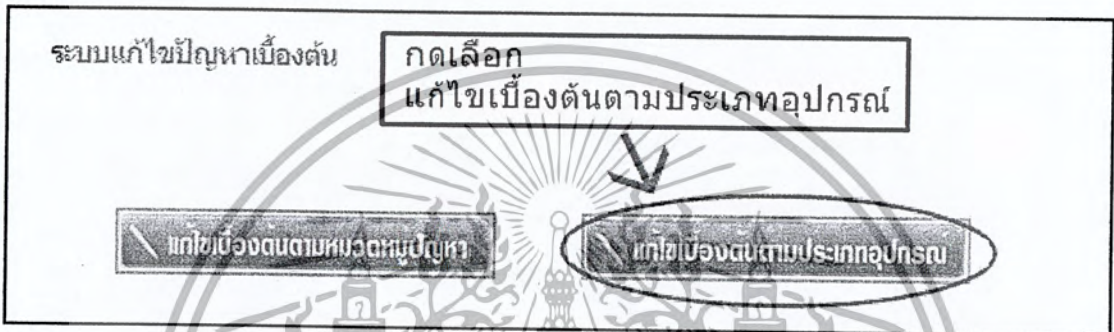 ระบบแก้ไขปัญหาเบื้องต้น
กดเลือก
แก้ไขเบื้องต้นตามประเภทอุปกรณ์
แก้ไขเบื้องต้นตามหมวดหมู่ปัญหา
แก้ไขเบื้องต้นตามประเภทอุปกรณ์